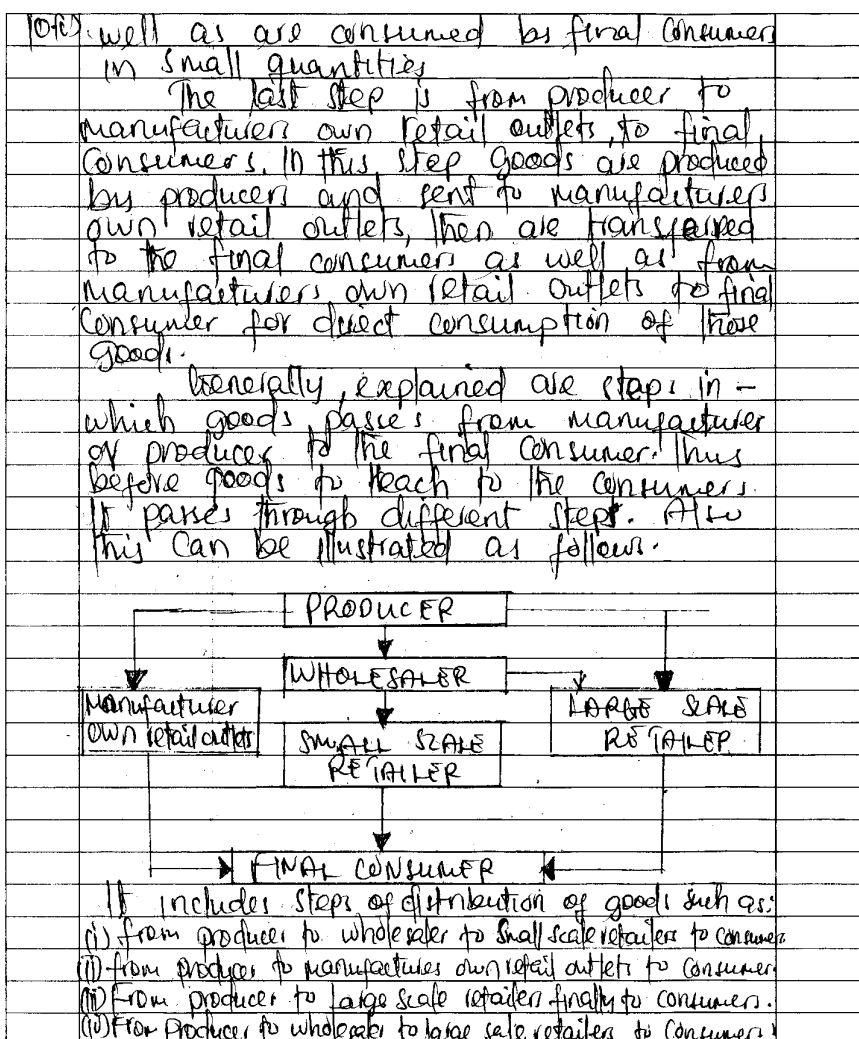 10(c). well as are consumed by final consumers
in small quantities
The last step is from producer to
manufacturers own retail outlets, to final
consumers. In this step goods are produced
by producers and sent to manufacturers
own retail outlets, then are transferred
to the final consumers as well as from
manufacturers own retail outlets to final
consumer for direct consumption of those
goods.
Generally, explained are steps in -
which goods passes from manufacturer
or producer to the final consumer. Thus
before goods to reach to the consumers
It passes through different steps. Also
this can be illustrated as follows.
PRODUCER
WHOLESALER
Manufacturer
own retail outlets
SMALL SCALE
RETAILER
LARGE SCALE
RETAILER
FINAL CONSUMER
It includes steps of distribution of goods such as:
(i) from producer to wholesaler to small scale retailers to consumer
(ii) from producer to manufactures own retail outlets to consumer
(iii) From producer to large scale retailers finally to consumers.
(iv) From Producer to wholesaler to large sale retailers to consumers